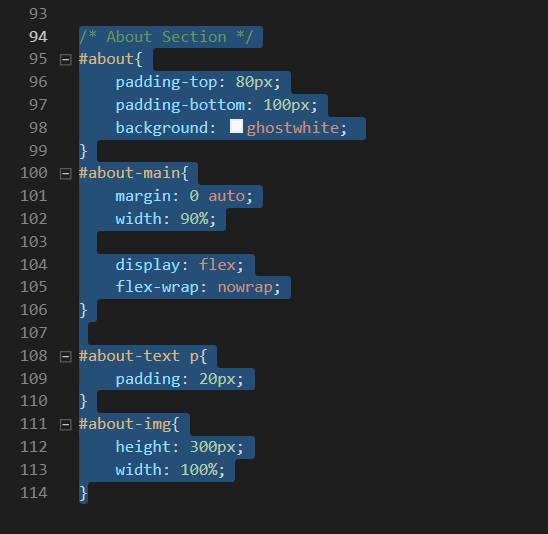 93
94 /* About Section */
95 #about{
96     padding-top: 80px;
97     padding-bottom: 100px;
98     background: ghostwhite;
99 }
100 #about-main{
101     margin: 0 auto;
102     width: 90%;
103
104     display: flex;
105     flex-wrap: nowrap;
106 }
107
108 #about-text p{
109     padding: 20px;
110 }
111 #about-img{
112     height: 300px;
113     width: 100%;
114 }